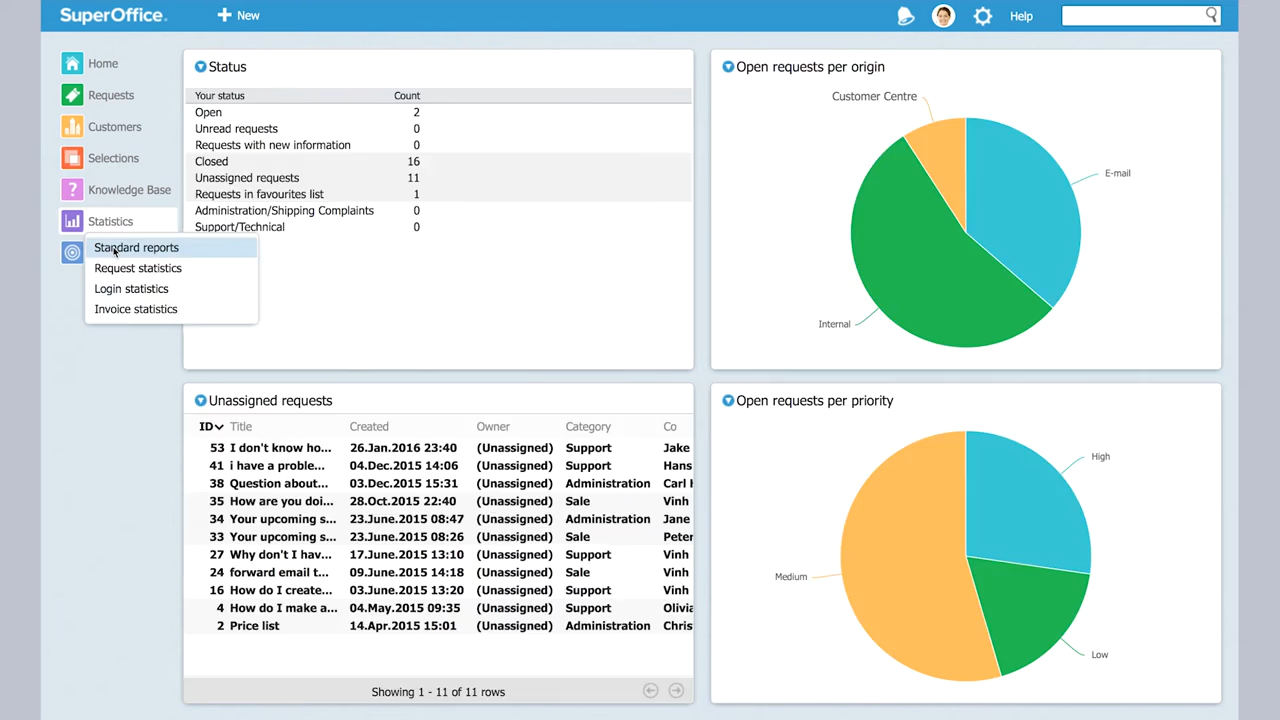 SuperOffice.
New
Help
Home
Requests
Customers
Selections
Knowledge Base
Statistics
Standard reports
Request statistics
Login statistics
Invoice statistics
Status
Your status Count
Open 2
Unread requests 0
Requests with new information 0
Closed 16
Unassigned requests 11
Requests in favourites list 1
Administration/Shipping Complaints 0
Support/Technical 0
Open requests per origin
Customer Centre
E-mail
Internal
Unassigned requests
ID Title Created Owner Category Co
53 I don't know ho... 26.Jan.2016 23:40 (Unassigned) Support Jake
41 i have a proble... 04.Dec.2015 14:06 (Unassigned) Support Hans
38 Question about... 03.Dec.2015 15:31 (Unassigned) Administration Carl
35 How are you doi... 28.Oct.2015 22:40 (Unassigned) Sale Vinh
34 Your upcoming s... 23.June.2015 08:47 (Unassigned) Administration Jane
33 Your upcoming s... 23.June.2015 08:26 (Unassigned) Sale Peter
27 Why don't I hav... 17.June.2015 13:10 (Unassigned) Support Vinh
24 forward email t... 09.June.2015 14:18 (Unassigned) Sale Vinh
16 How do I create... 03.June.2015 13:20 (Unassigned) Support Vinh
4 How do I make a... 04.May.2015 09:35 (Unassigned) Support Olivia
2 Price list 14.Apr.2015 15:01 (Unassigned) Administration Chris
Showing 1 - 11 of 11 rows
Open requests per priority
High
Medium
Low